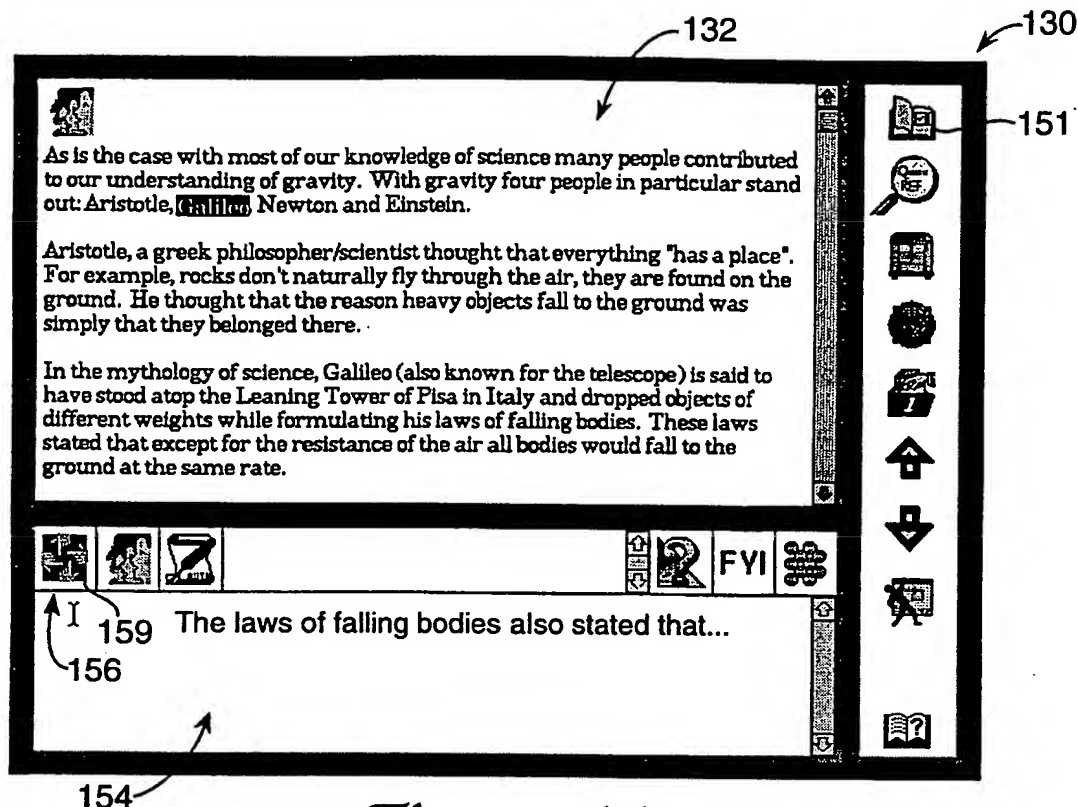 132
130
151
As is the case with most of our knowledge of science many people contributed
to our understanding of gravity. With gravity four people in particular stand
out: Aristotle, Galileo, Newton and Einstein.
Aristotle, a greek philosopher/scientist thought that everything "has a place".
For example, rocks don't naturally fly through the air, they are found on the
ground. He thought that the reason heavy objects fall to the ground was
simply that they belonged there.
In the mythology of science, Galileo (also known for the telescope) is said to
have stood atop the Leaning Tower of Pisa in Italy and dropped objects of
different weights while formulating his laws of falling bodies. These laws
stated that except for the resistance of the air all bodies would fall to the
ground at the same rate.
REF
1
FYI
159 The laws of falling bodies also stated that...
156
?
154